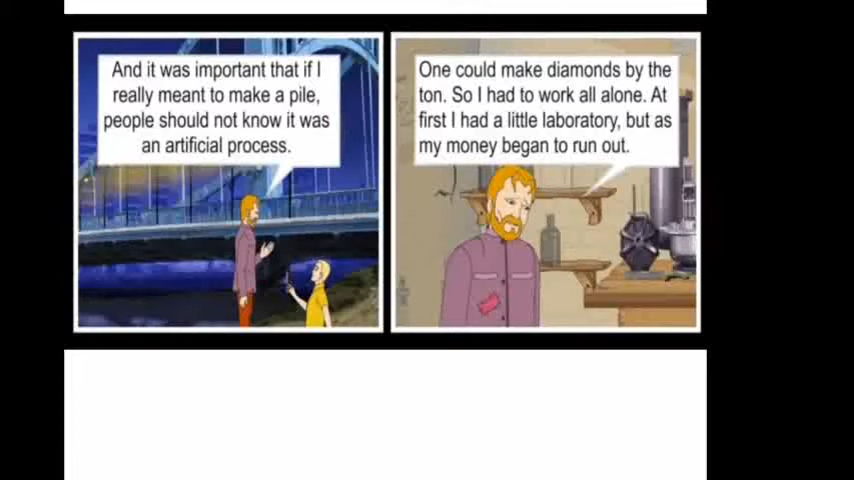 And it was important that if I
really meant to make a pile,
people should not know it was
an artificial process.
One could make diamonds by the
ton. So I had to work all alone. At
first I had a little laboratory, but as
my money began to run out.